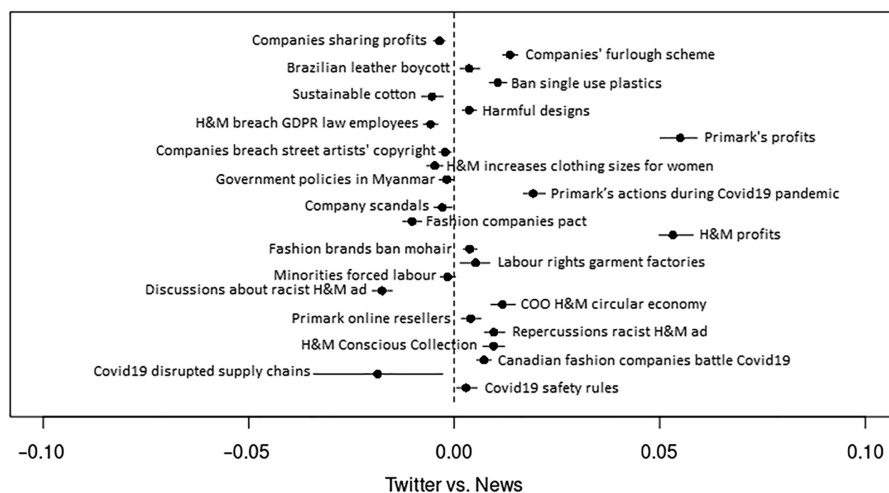 Companies sharing profits
Companies' furlough scheme
Brazilian leather boycott
Ban single use plastics
Sustainable cotton
Harmful designs
H&M breach GDPR law employees
Primark's profits
Companies breach street artists' copyright
H&M increases clothing sizes for women
Government policies in Myanmar
Primark’s actions during Covid19 pandemic
Company scandals
Fashion companies pact
H&M profits
Fashion brands ban mohair
Labour rights garment factories
Minorities forced labour
Discussions about racist H&M ad
COO H&M circular economy
Primark online resellers
Repercussions racist H&M ad
H&M Conscious Collection
Canadian fashion companies battle Covid19
Covid19 disrupted supply chains
Covid19 safety rules
−0.10 −0.05 0.00 0.05 0.10
Twitter vs. News